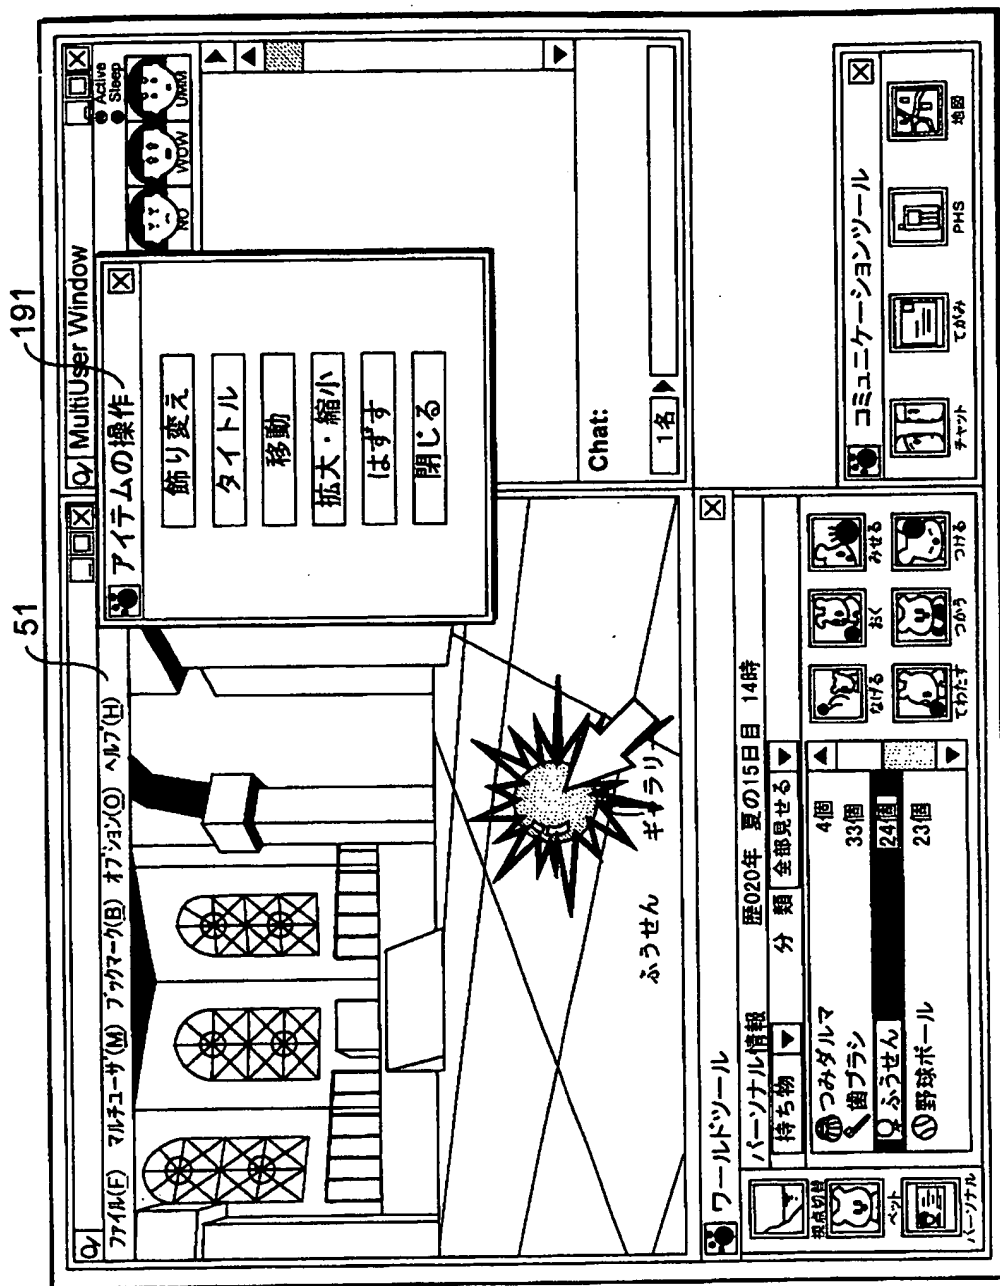 51
191
MultiUser Window
ファイル(F) マルチユーザ(M) ブックマーク(B) オプション(O) ヘルプ(H)
Active
Sleep
NO
WOW
UMM
アイテムの操作
飾り変え
タイトル
移動
拡大・縮小
はずす
閉じる
ふうせん
ギャラリー
Chat:
1名
ワールドツール
パーソナル情報 歴020年 夏の15日目 14時
持ち物 分類 全部見せる
つみダルマ 4個
歯ブラシ 33個
ふうせん 24個
野球ボール 23個
視点切替
ペット
パーソナル
なげる
おく
みせる
てわたす
つかう
つける
コミュニケーションツール
チャット
てがみ
PHS
地図